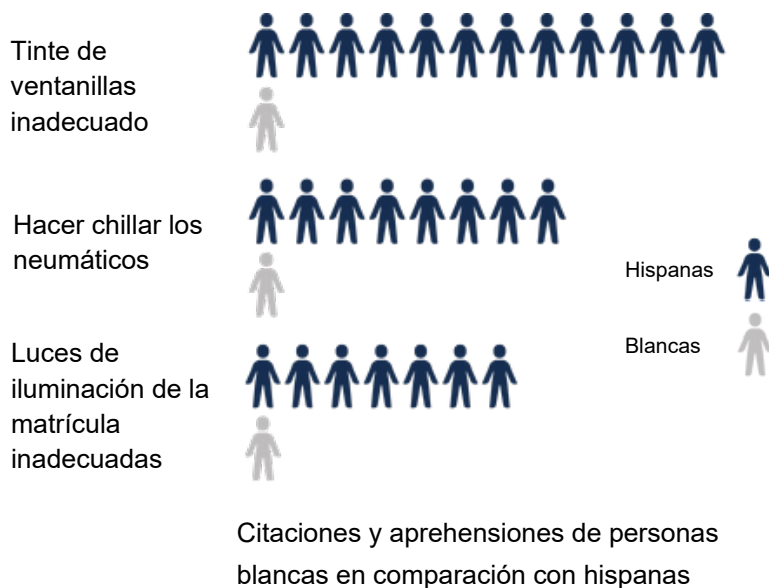 Tinte de
ventanillas
inadecuado
Hacer chillar los
neumáticos
Hispanas
Blancas
Luces de
iluminación de la
matrícula
inadecuadas
Citaciones y aprehensiones de personas
blancas en comparación con hispanas